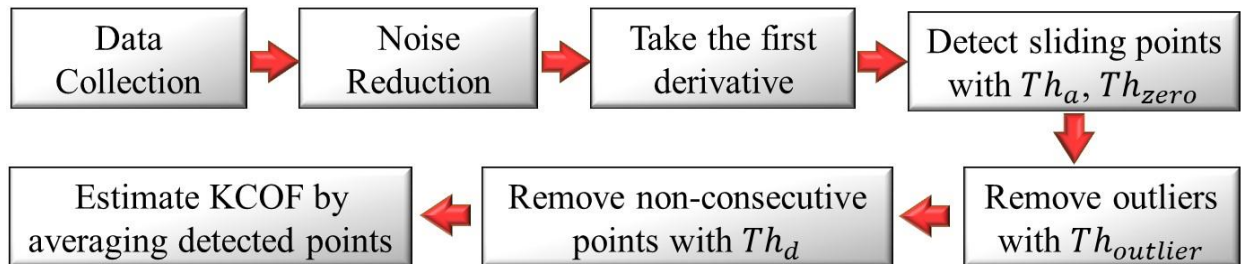 Data
Collection
Noise
Reduction
Take the first
derivative
Detect sliding points
with Th_a, Th_zero
Remove outliers
with Th_outlier
Remove non-consecutive
points with Th_d
Estimate KCOF by
averaging detected points